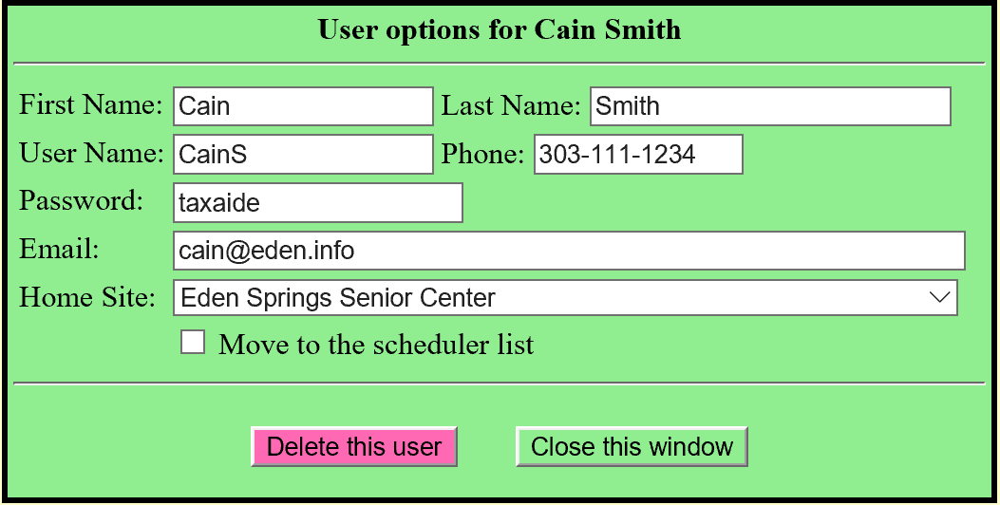 User options for Cain Smith
First Name: Cain Last Name: Smith
User Name: CainS Phone: 303-111-1234
Password: taxaide
Email: cain@eden.info
Home Site: Eden Springs Senior Center
Move to the scheduler list
Delete this user Close this window